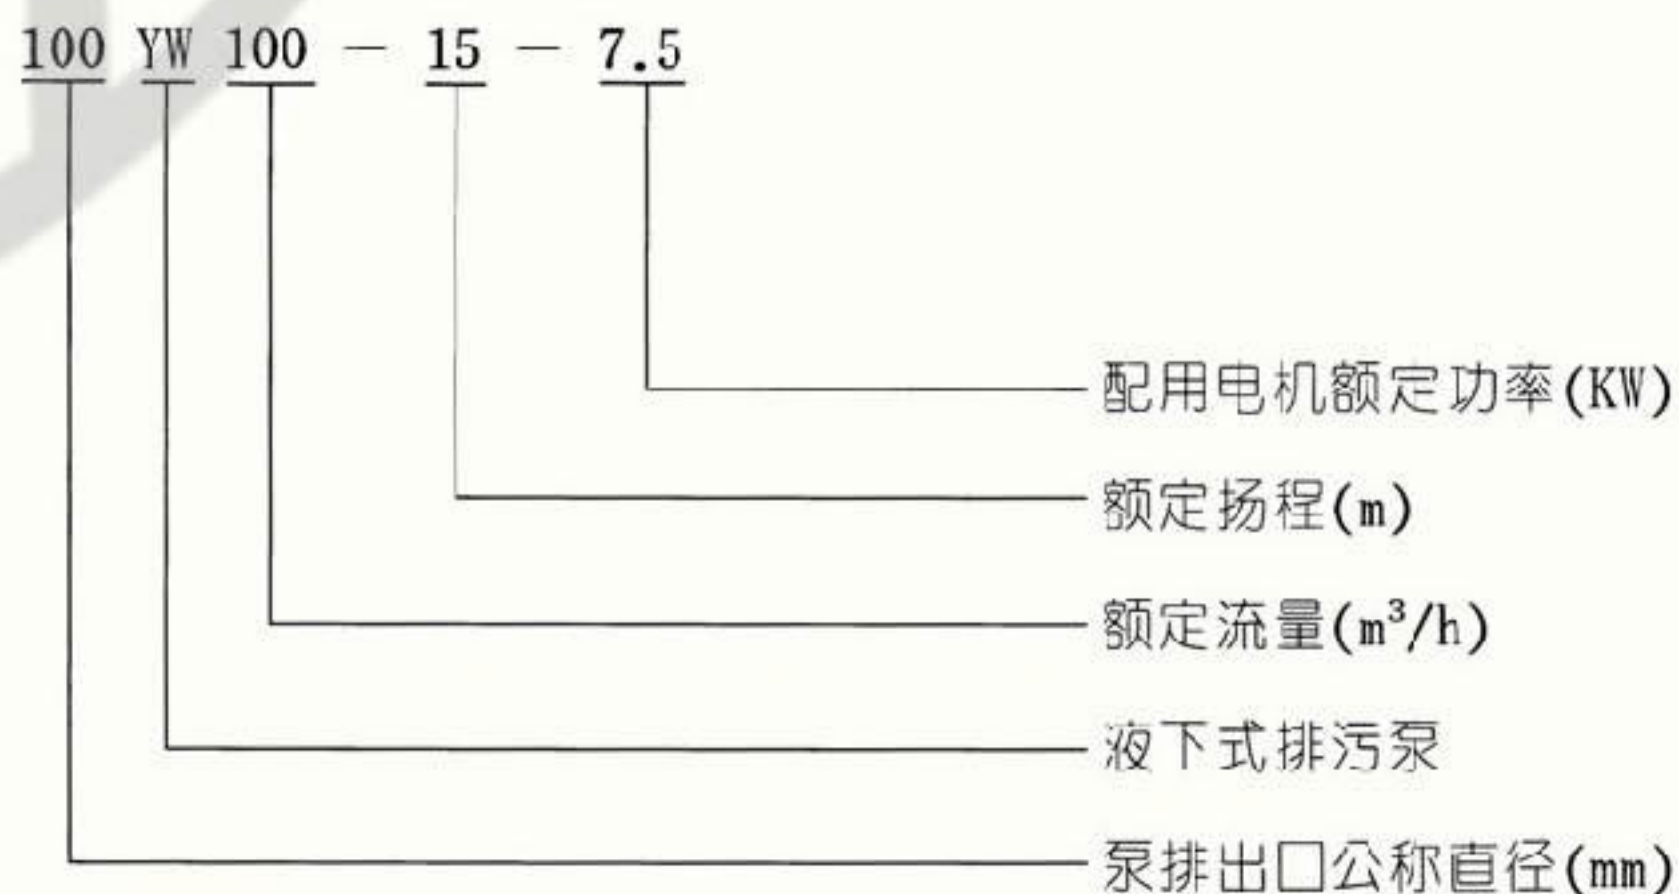 100 YW 100 - 15 - 7.5
配用电机额定功率(KW)
额定扬程(m)
额定流量(m³/h)
液下式排污泵
泵排出口公称直径(mm)